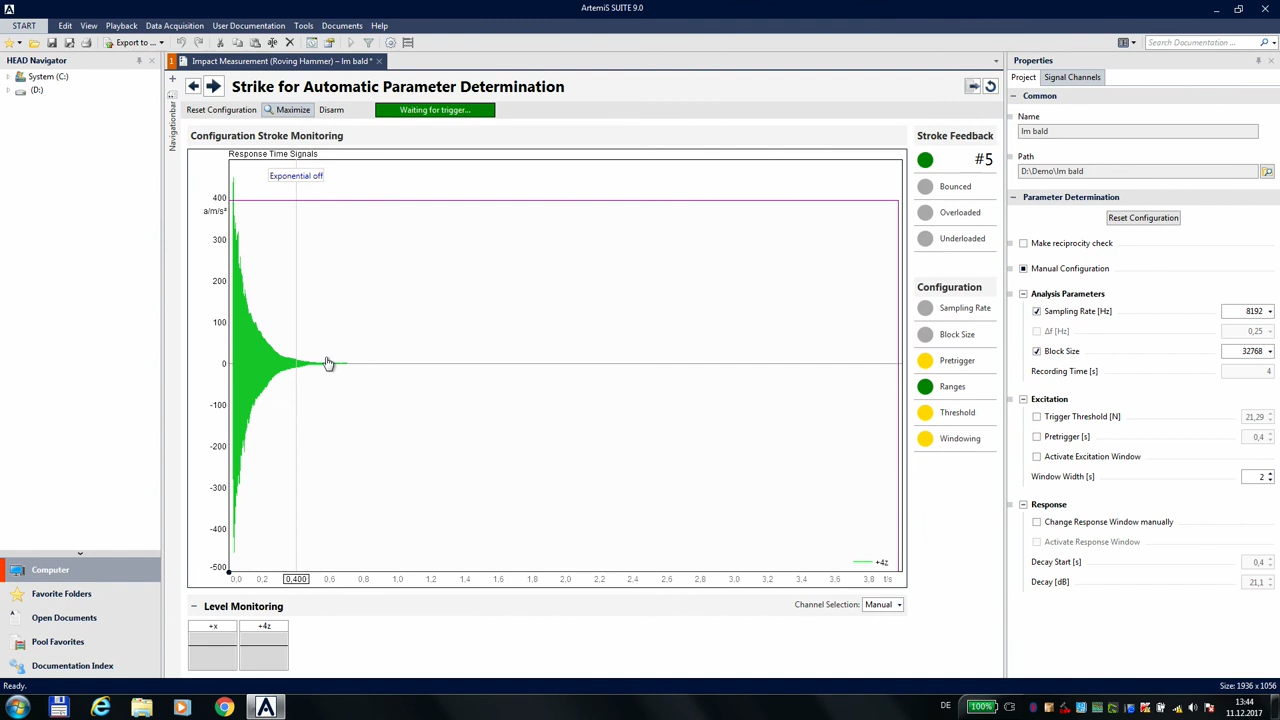 ArtemiS SUITE 9.0
START Edit View Playback Data Acquisition User Documentation Tools Documents Help
Export to ...
Search Documentation ...
HEAD Navigator
System (C:)
(D:)
Computer
Favorite Folders
Open Documents
Pool Favorites
Documentation Index
1 Impact Measurement (Roving Hammer) – Im bald *
Navigationbar
Strike for Automatic Parameter Determination
Reset Configuration Maximize Disarm Waiting for trigger...
Configuration Stroke Monitoring
Response Time Signals
Exponential off
400
a/m/s²
300
200
100
0
-100
-200
-300
-400
-500
0,0 0,2 0,400 0,6 0,8 1,0 1,2 1,4 1,6 1,8 2,0 2,2 2,4 2,6 2,8 3,0 3,2 3,4 3,6 3,8 t/s
+4z
Level Monitoring
Channel Selection: Manual
+x +4z
Stroke Feedback
#5
Bounced
Overloaded
Underloaded
Configuration
Sampling Rate
Block Size
Pretrigger
Ranges
Threshold
Windowing
Properties
Project Signal Channels
Common
Name
Im bald
Path
D:\Demo\Im bald
Parameter Determination
Reset Configuration
Make reciprocity check
Manual Configuration
Analysis Parameters
Sampling Rate [Hz] 8192
Δf [Hz] 0,25
Block Size 32768
Recording Time [s] 4
Excitation
Trigger Threshold [N] 21,29
Pretrigger [s] 0,4
Activate Excitation Window
Window Width [s] 2
Response
Change Response Window manually
Activate Response Window
Decay Start [s] 0,4
Decay [dB] 21,1
Ready.
Size: 1936 x 1056
DE 100%
13:44
11.12.2017